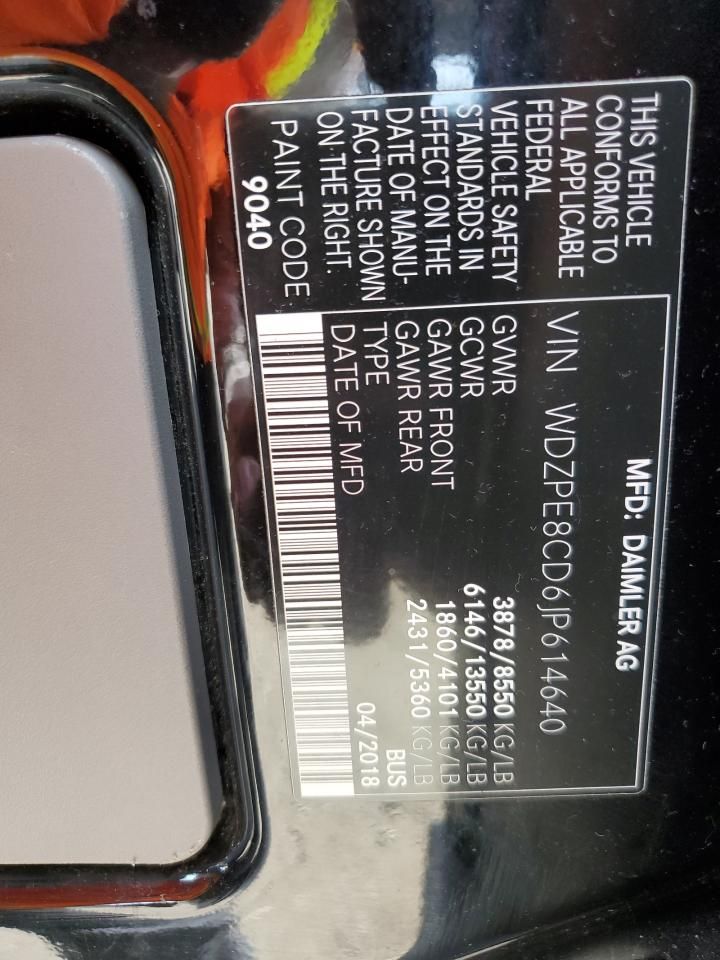 THIS VEHICLE
CONFORMS TO
ALL APPLICABLE
FEDERAL
VEHICLE SAFETY
STANDARDS IN
EFFECT ON THE
DATE OF MANU-
FACTURE SHOWN
ON THE RIGHT.
PAINT CODE
9040
MFD: DAIMLER AG
VIN WDZPE8CD6JP614640
GVWR 3878/8550 KG/LB
GCWR 6146/13550 KG/LB
GAWR FRONT 1860/4101 KG/LB
GAWR REAR 2431/5360 KG/LB
TYPE BUS
DATE OF MFD 04/2018